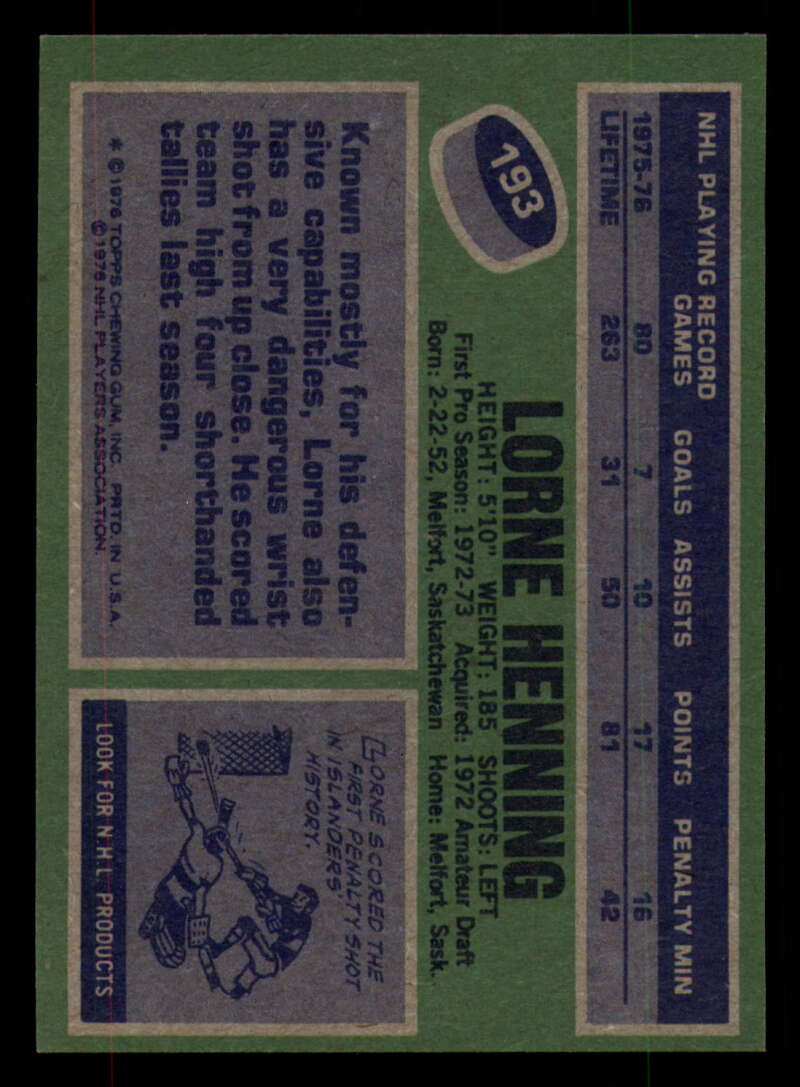 NHL PLAYING RECORD
GAMES GOALS ASSISTS POINTS PENALTY MIN
1975-76 80 7 10 17 16
LIFETIME 263 31 50 81 42
193
LORNE HENNING
HEIGHT: 5'10" WEIGHT: 185 SHOOTS: LEFT
First Pro Season: 1972-73 Acquired: 1972 Amateur Draft
Born: 2-22-52, Melfort, Saskatchewan Home: Melfort, Sask.
Known mostly for his defen-
sive capabilities, Lorne also
has a very dangerous wrist
shot from up close. He scored
team high four shorthanded
tallies last season.
* © 1976 TOPPS CHEWING GUM, INC. PRTD. IN U.S.A.
© 1976 NHL PLAYERS ASSOCIATION.
LORNE SCORED THE
FIRST PENALTY SHOT
IN ISLANDERS'
HISTORY.
LOOK FOR N.H.L PRODUCTS